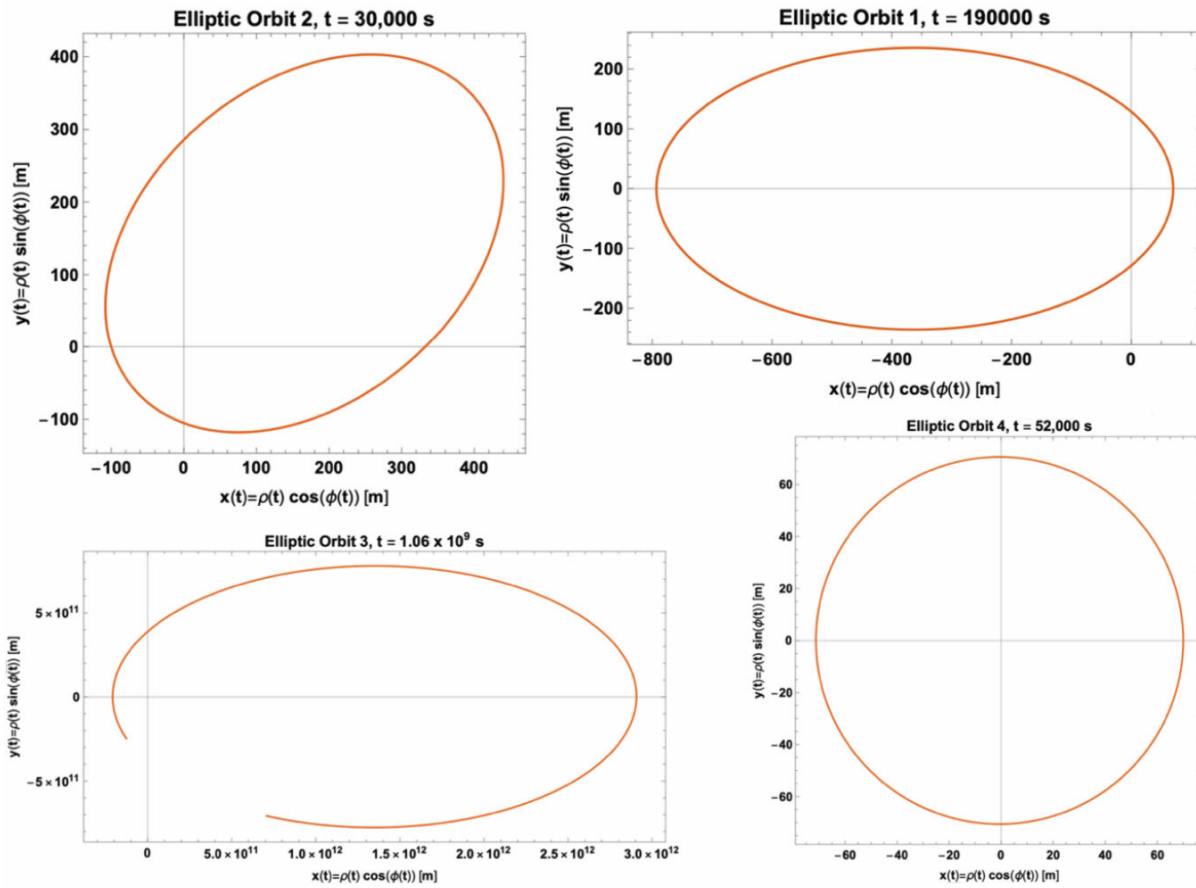 Elliptic Orbit 2, t = 30,000 s
400
300
200
100
0
−100
−100 0 100 200 300 400
y(t)=ρ(t) sin(ϕ(t)) [m]
x(t)=ρ(t) cos(ϕ(t)) [m]
Elliptic Orbit 1, t = 190000 s
200
100
0
−100
−200
−800 −600 −400 −200 0
y(t)=ρ(t) sin(ϕ(t)) [m]
x(t)=ρ(t) cos(ϕ(t)) [m]
Elliptic Orbit 3, t = 1.06 x 10⁹ s
5×10¹¹
0
−5×10¹¹
0 5.0×10¹¹ 1.0×10¹² 1.5×10¹² 2.0×10¹² 2.5×10¹² 3.0×10¹²
y(t)=ρ(t) sin(ϕ(t)) [m]
x(t)=ρ(t) cos(ϕ(t)) [m]
Elliptic Orbit 4, t = 52,000 s
60
40
20
0
−20
−40
−60
−60 −40 −20 0 20 40 60
y(t)=ρ(t) sin(ϕ(t)) [m]
x(t)=ρ(t) cos(ϕ(t)) [m]